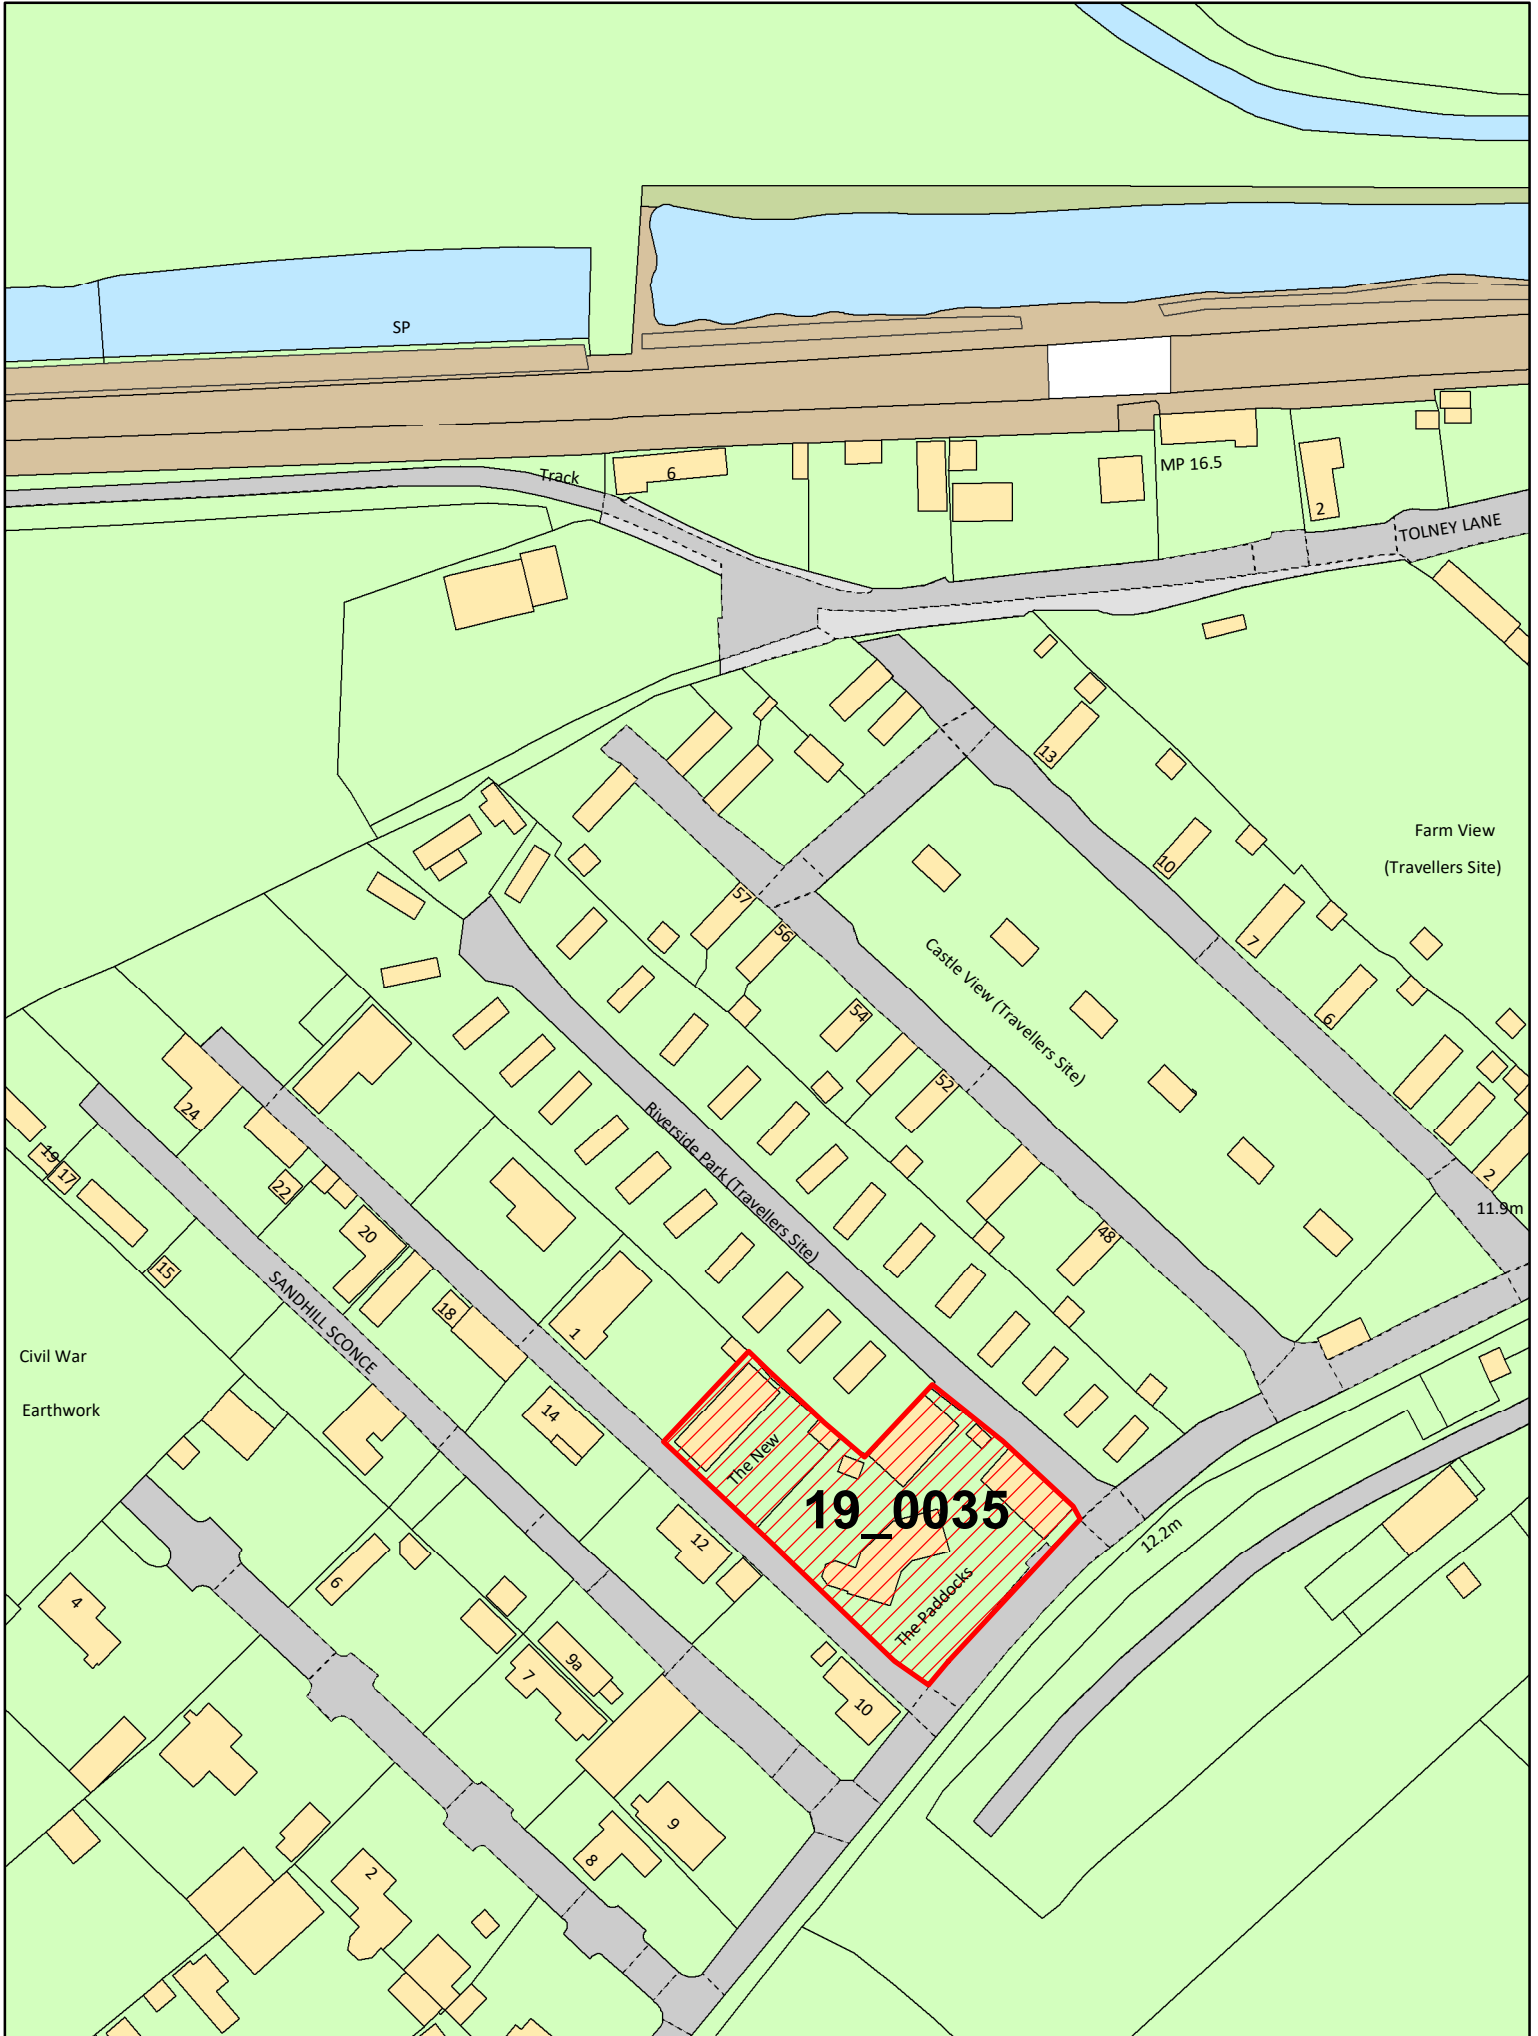 SP
Track
6
MP 16.5
2
TOLNEY LANE
13
Farm View
(Travellers Site)
10
57
56
7
Castle View (Travellers Site)
54
6
52
24
Riverside Park (Travellers Site)
19
17
22
2
11.9m
20
48
15
SANDHILL SCONCE
18
1
Civil War
Earthwork
14
The New
19_0035
12
12.2m
6
4
The Paddocks
9a
7
10
9
8
2